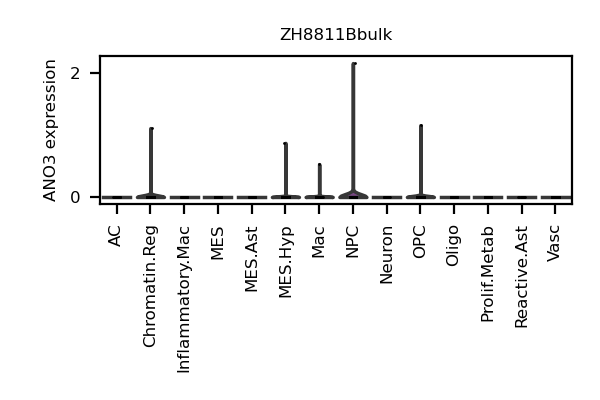 ZH8811Bbulk
ANO3 expression
2
0
AC
Chromatin.Reg
Inflammatory.Mac
MES
MES.Ast
MES.Hyp
Mac
NPC
Neuron
OPC
Oligo
Prolif.Metab
Reactive.Ast
Vasc